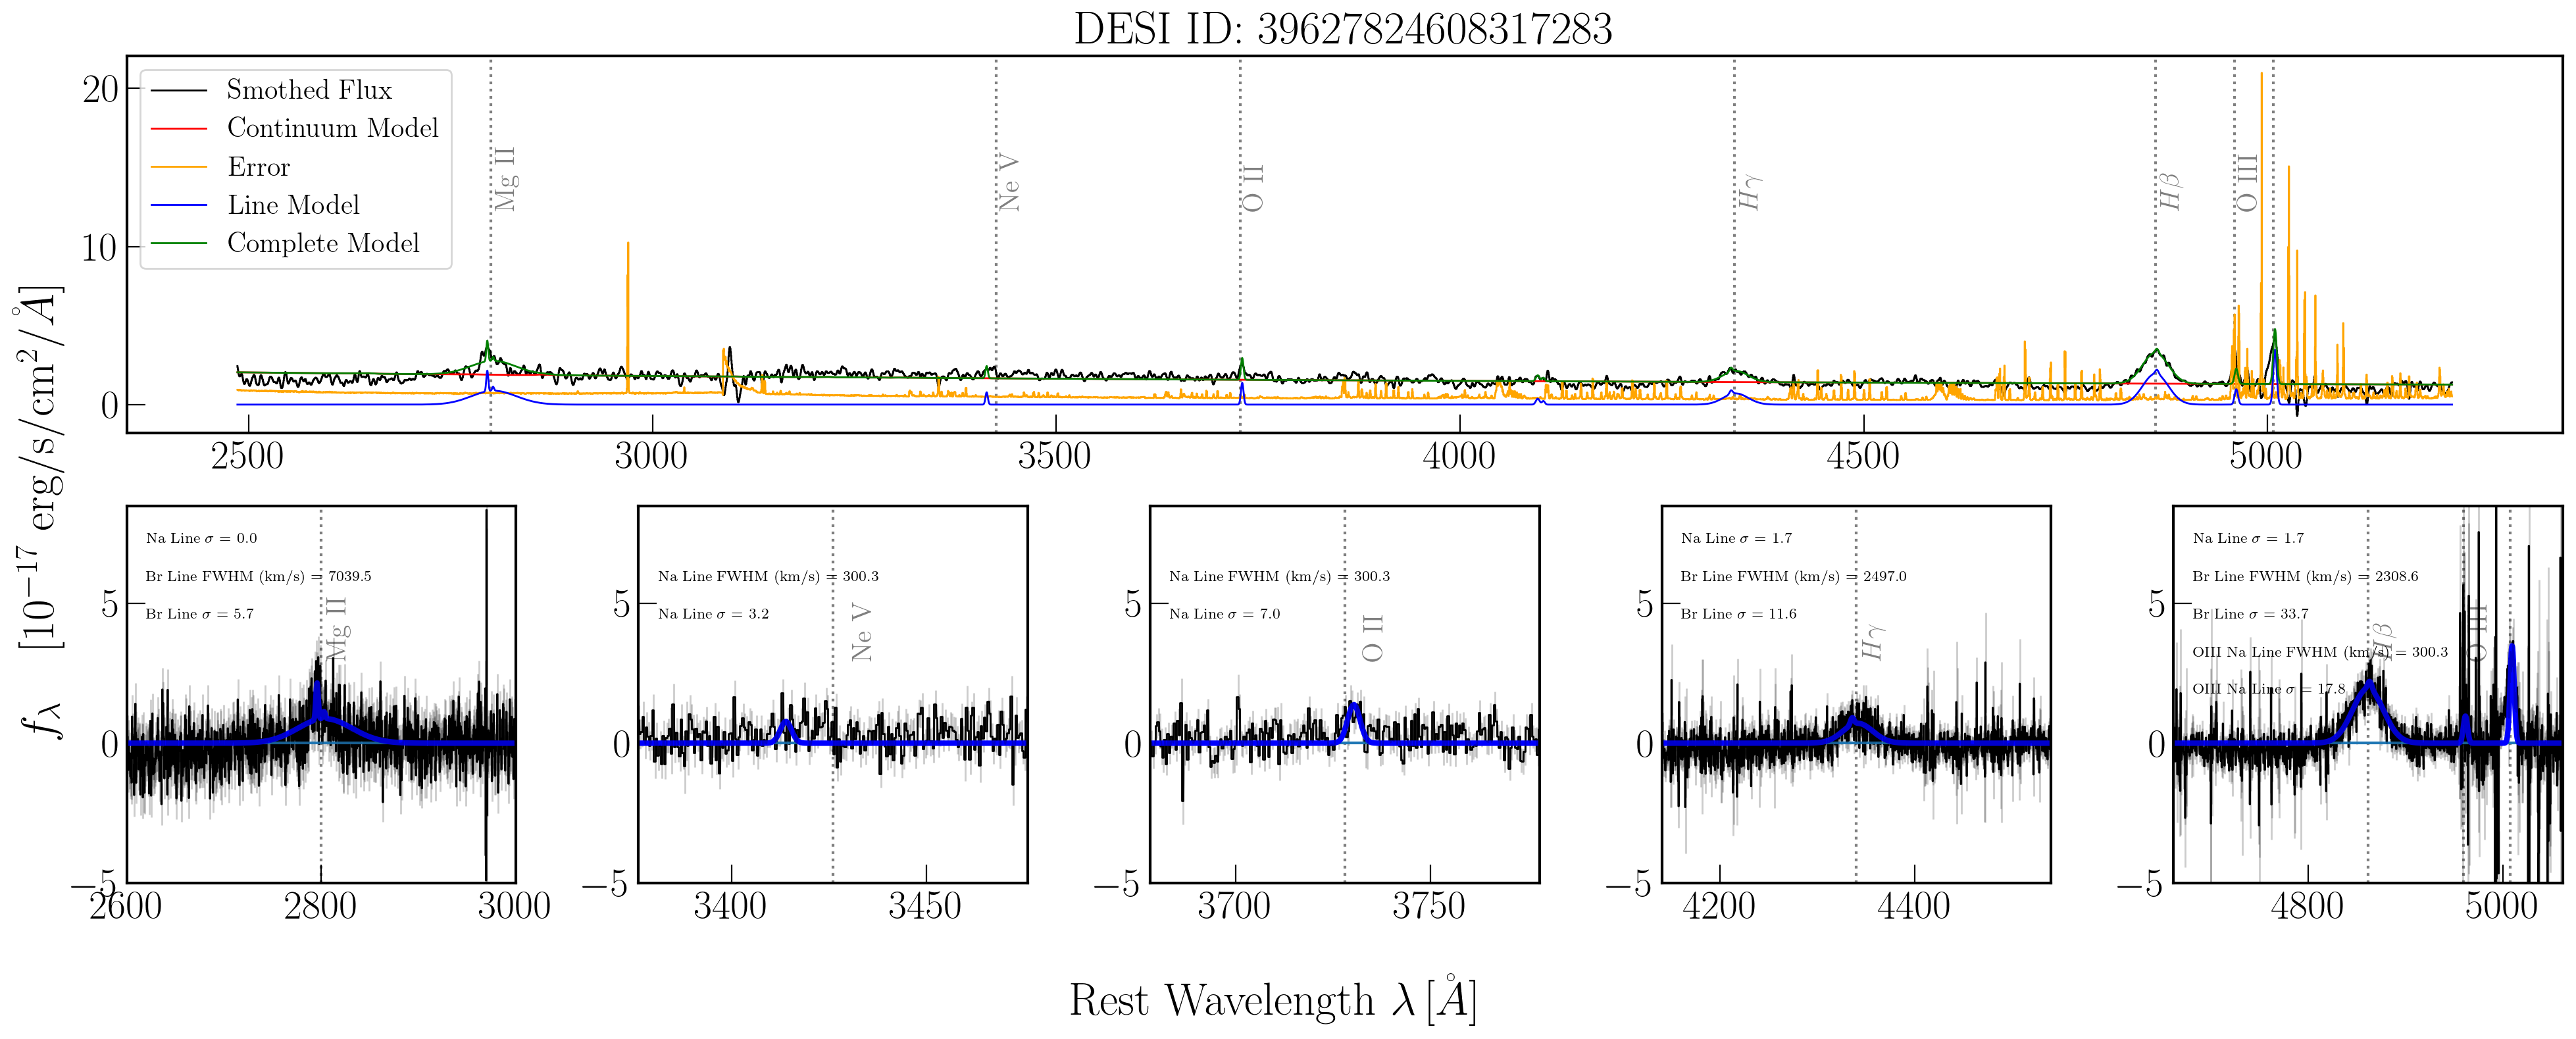 DESI ID: 39627824608317283
Smothed Flux
Continuum Model
Error
Line Model
Complete Model
20
10
0
Mg II
Ne V
O II
Hγ
Hβ
O III
2500 3000 3500 4000 4500 5000
f_λ [10^{-17} erg/s/cm^2/Å]
Na Line σ = 0.0
Br Line FWHM (km/s) = 7039.5
Br Line σ = 5.7
Mg II
5
0
−5
2600 2800 3000
Na Line FWHM (km/s) = 300.3
Na Line σ = 3.2
Ne V
5
0
−5
3400 3450
Na Line FWHM (km/s) = 300.3
Na Line σ = 7.0
O II
5
0
−5
3700 3750
Na Line σ = 1.7
Br Line FWHM (km/s) = 2497.0
Br Line σ = 11.6
Hγ
5
0
−5
4200 4400
Na Line σ = 1.7
Br Line FWHM (km/s) = 2308.6
Br Line σ = 33.7
OIII Na Line FWHM (km/s) = 300.3
OIII Na Line σ = 17.8
Hβ
O III
5
0
−5
4800 5000
Rest Wavelength λ [Å]